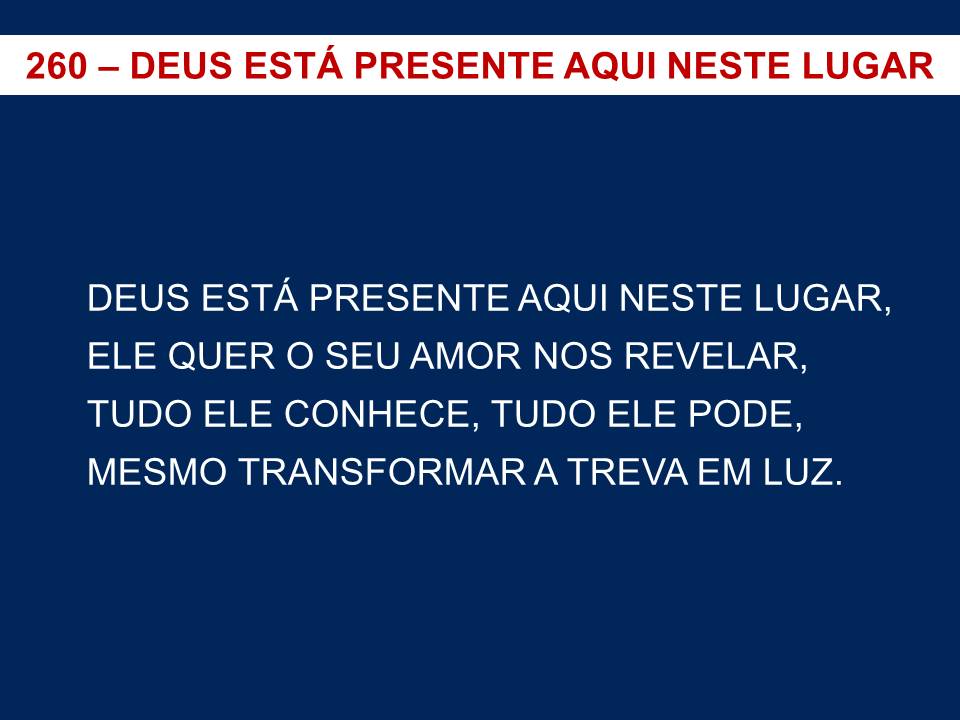 260 – DEUS ESTÁ PRESENTE AQUI NESTE LUGAR
DEUS ESTÁ PRESENTE AQUI NESTE LUGAR,
ELE QUER O SEU AMOR NOS REVELAR,
TUDO ELE CONHECE, TUDO ELE PODE,
MESMO TRANSFORMAR A TREVA EM LUZ.